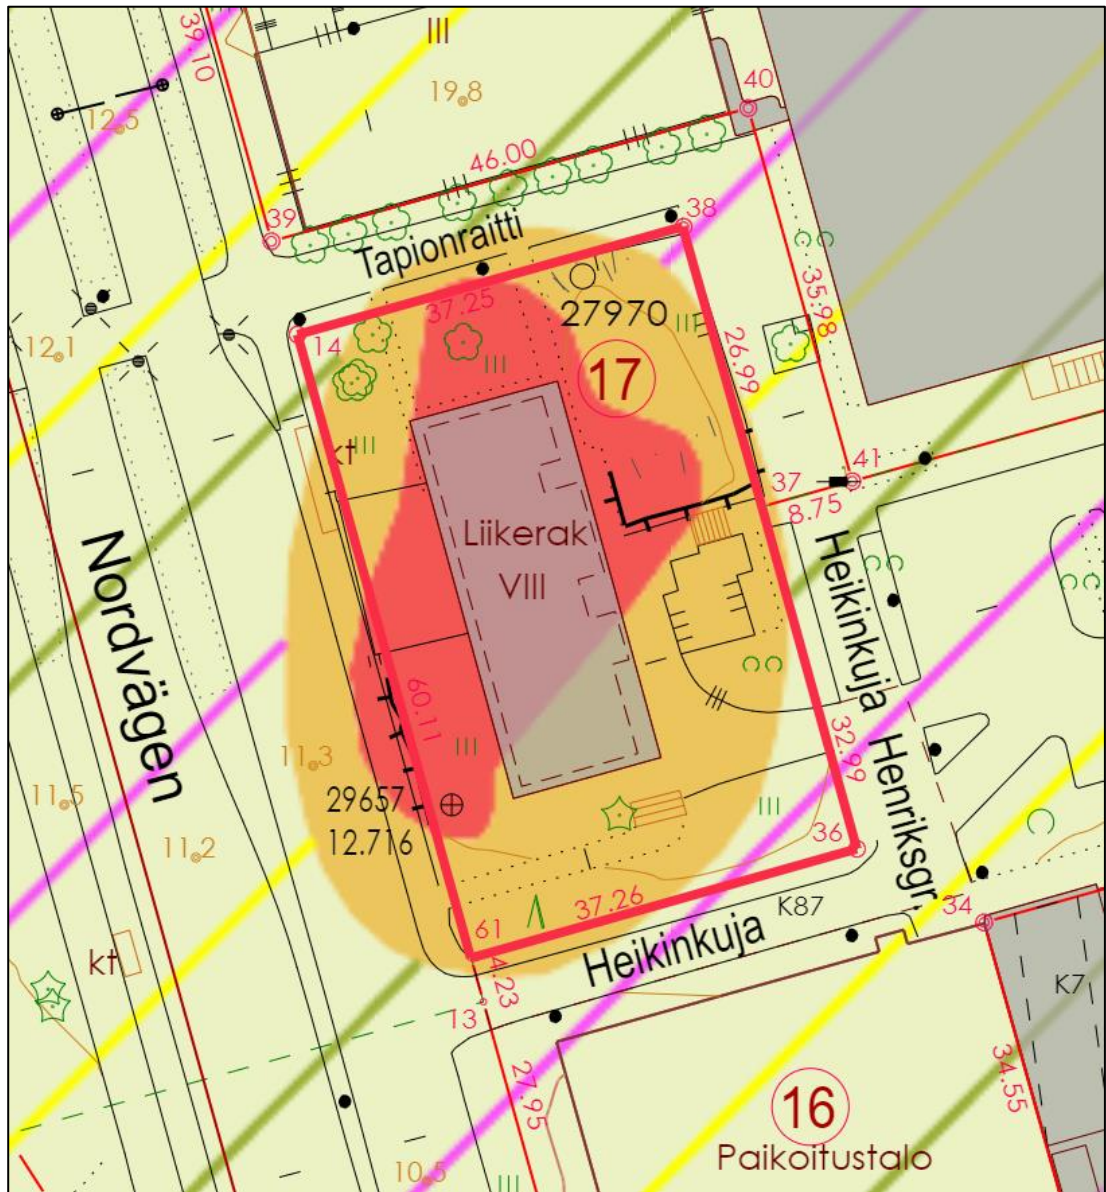 39.10
III
12.5
19.8
40
46.00
39
38
Tapionraitti
37.25
27970
III
35.98
12.1
14
III
17
26.99
kt
III
41
37
8.75
Liikerak
VIII
Nordvägen
Heikinkuja
60.11
11.3
III
32.99
11.5
29657
12.716
III
Henriksgr.
11.2
36
61
37.26
K87
34
kt
4.23
Heikinkuja
K7
13
27.95
34.55
16
Paikoitustalo
10.5
III